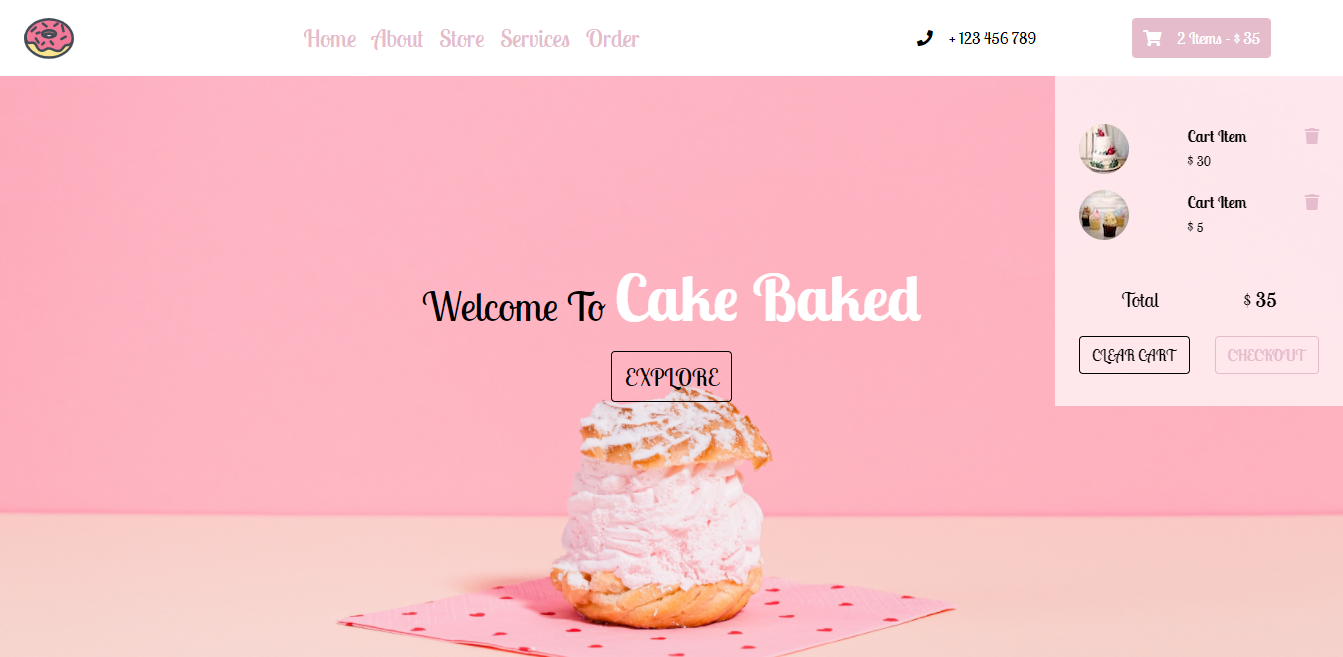 Home About Store Services Order
+ 123 456 789
2 Items - $ 35
Cart Item
$ 30
Cart Item
$ 5
Total $ 35
CLEAR CART CHECKOUT
Welcome To Cake Baked
EXPLORE